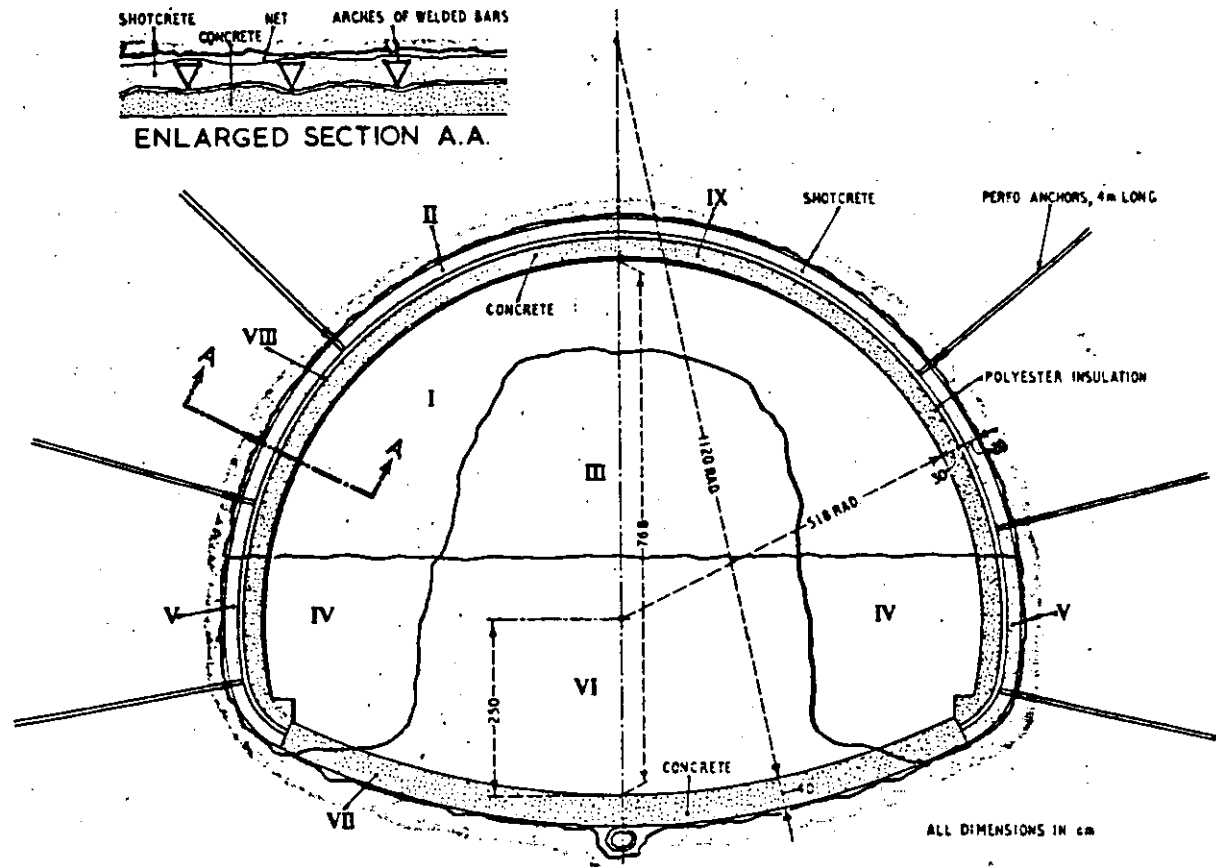 SHOTCRETE
NET
ARCHES OF WELDED BARS
CONCRETE
ENLARGED SECTION A.A.
II
IX
SHOTCRETE
PERFO ANCHORS, 4m LONG
CONCRETE
VIII
A
I
POLYESTER INSULATION
A
III
1120 RAD
768
518 RAD
V
IV
IV
V
250
VI
CONCRETE
40
VII
ALL DIMENSIONS IN cm